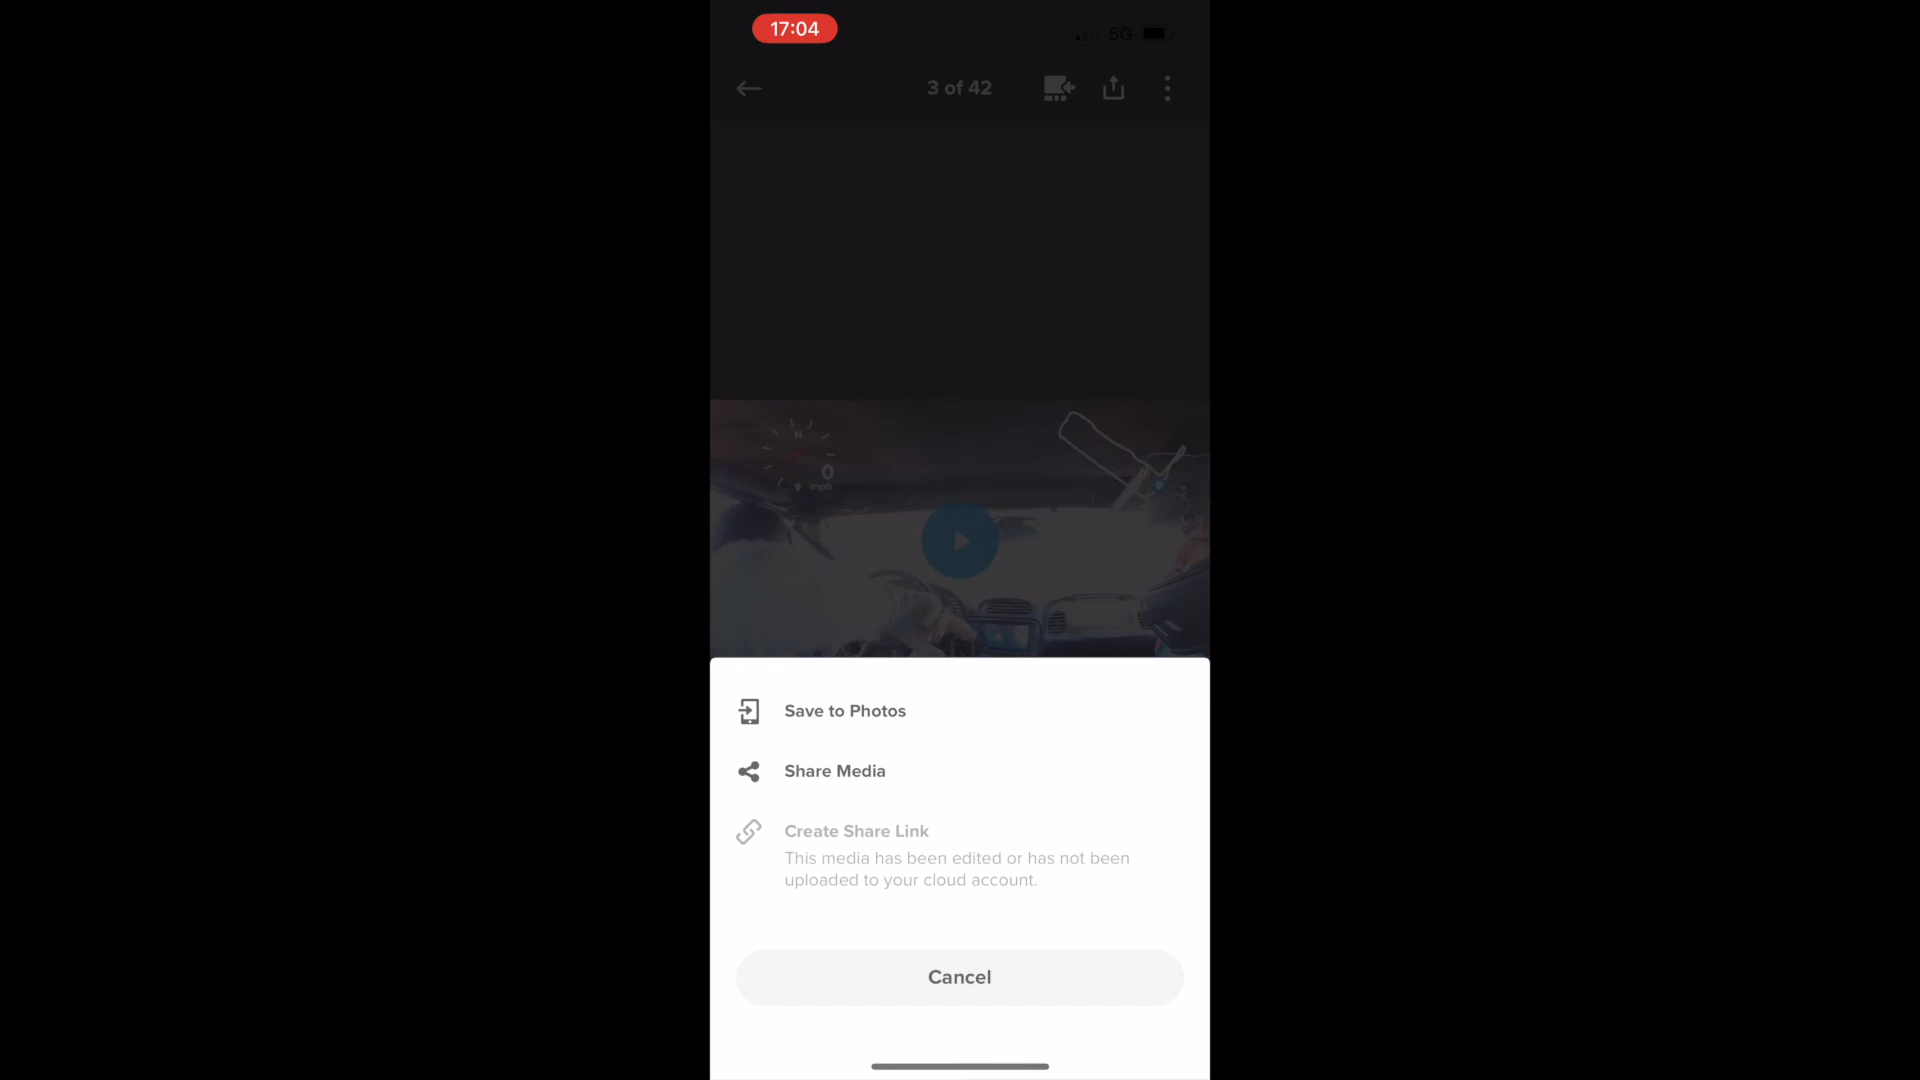 17:04
5G
3 of 42
N
0
mph
Save to Photos
Share Media
Create Share Link
This media has been edited or has not been
uploaded to your cloud account.
Cancel